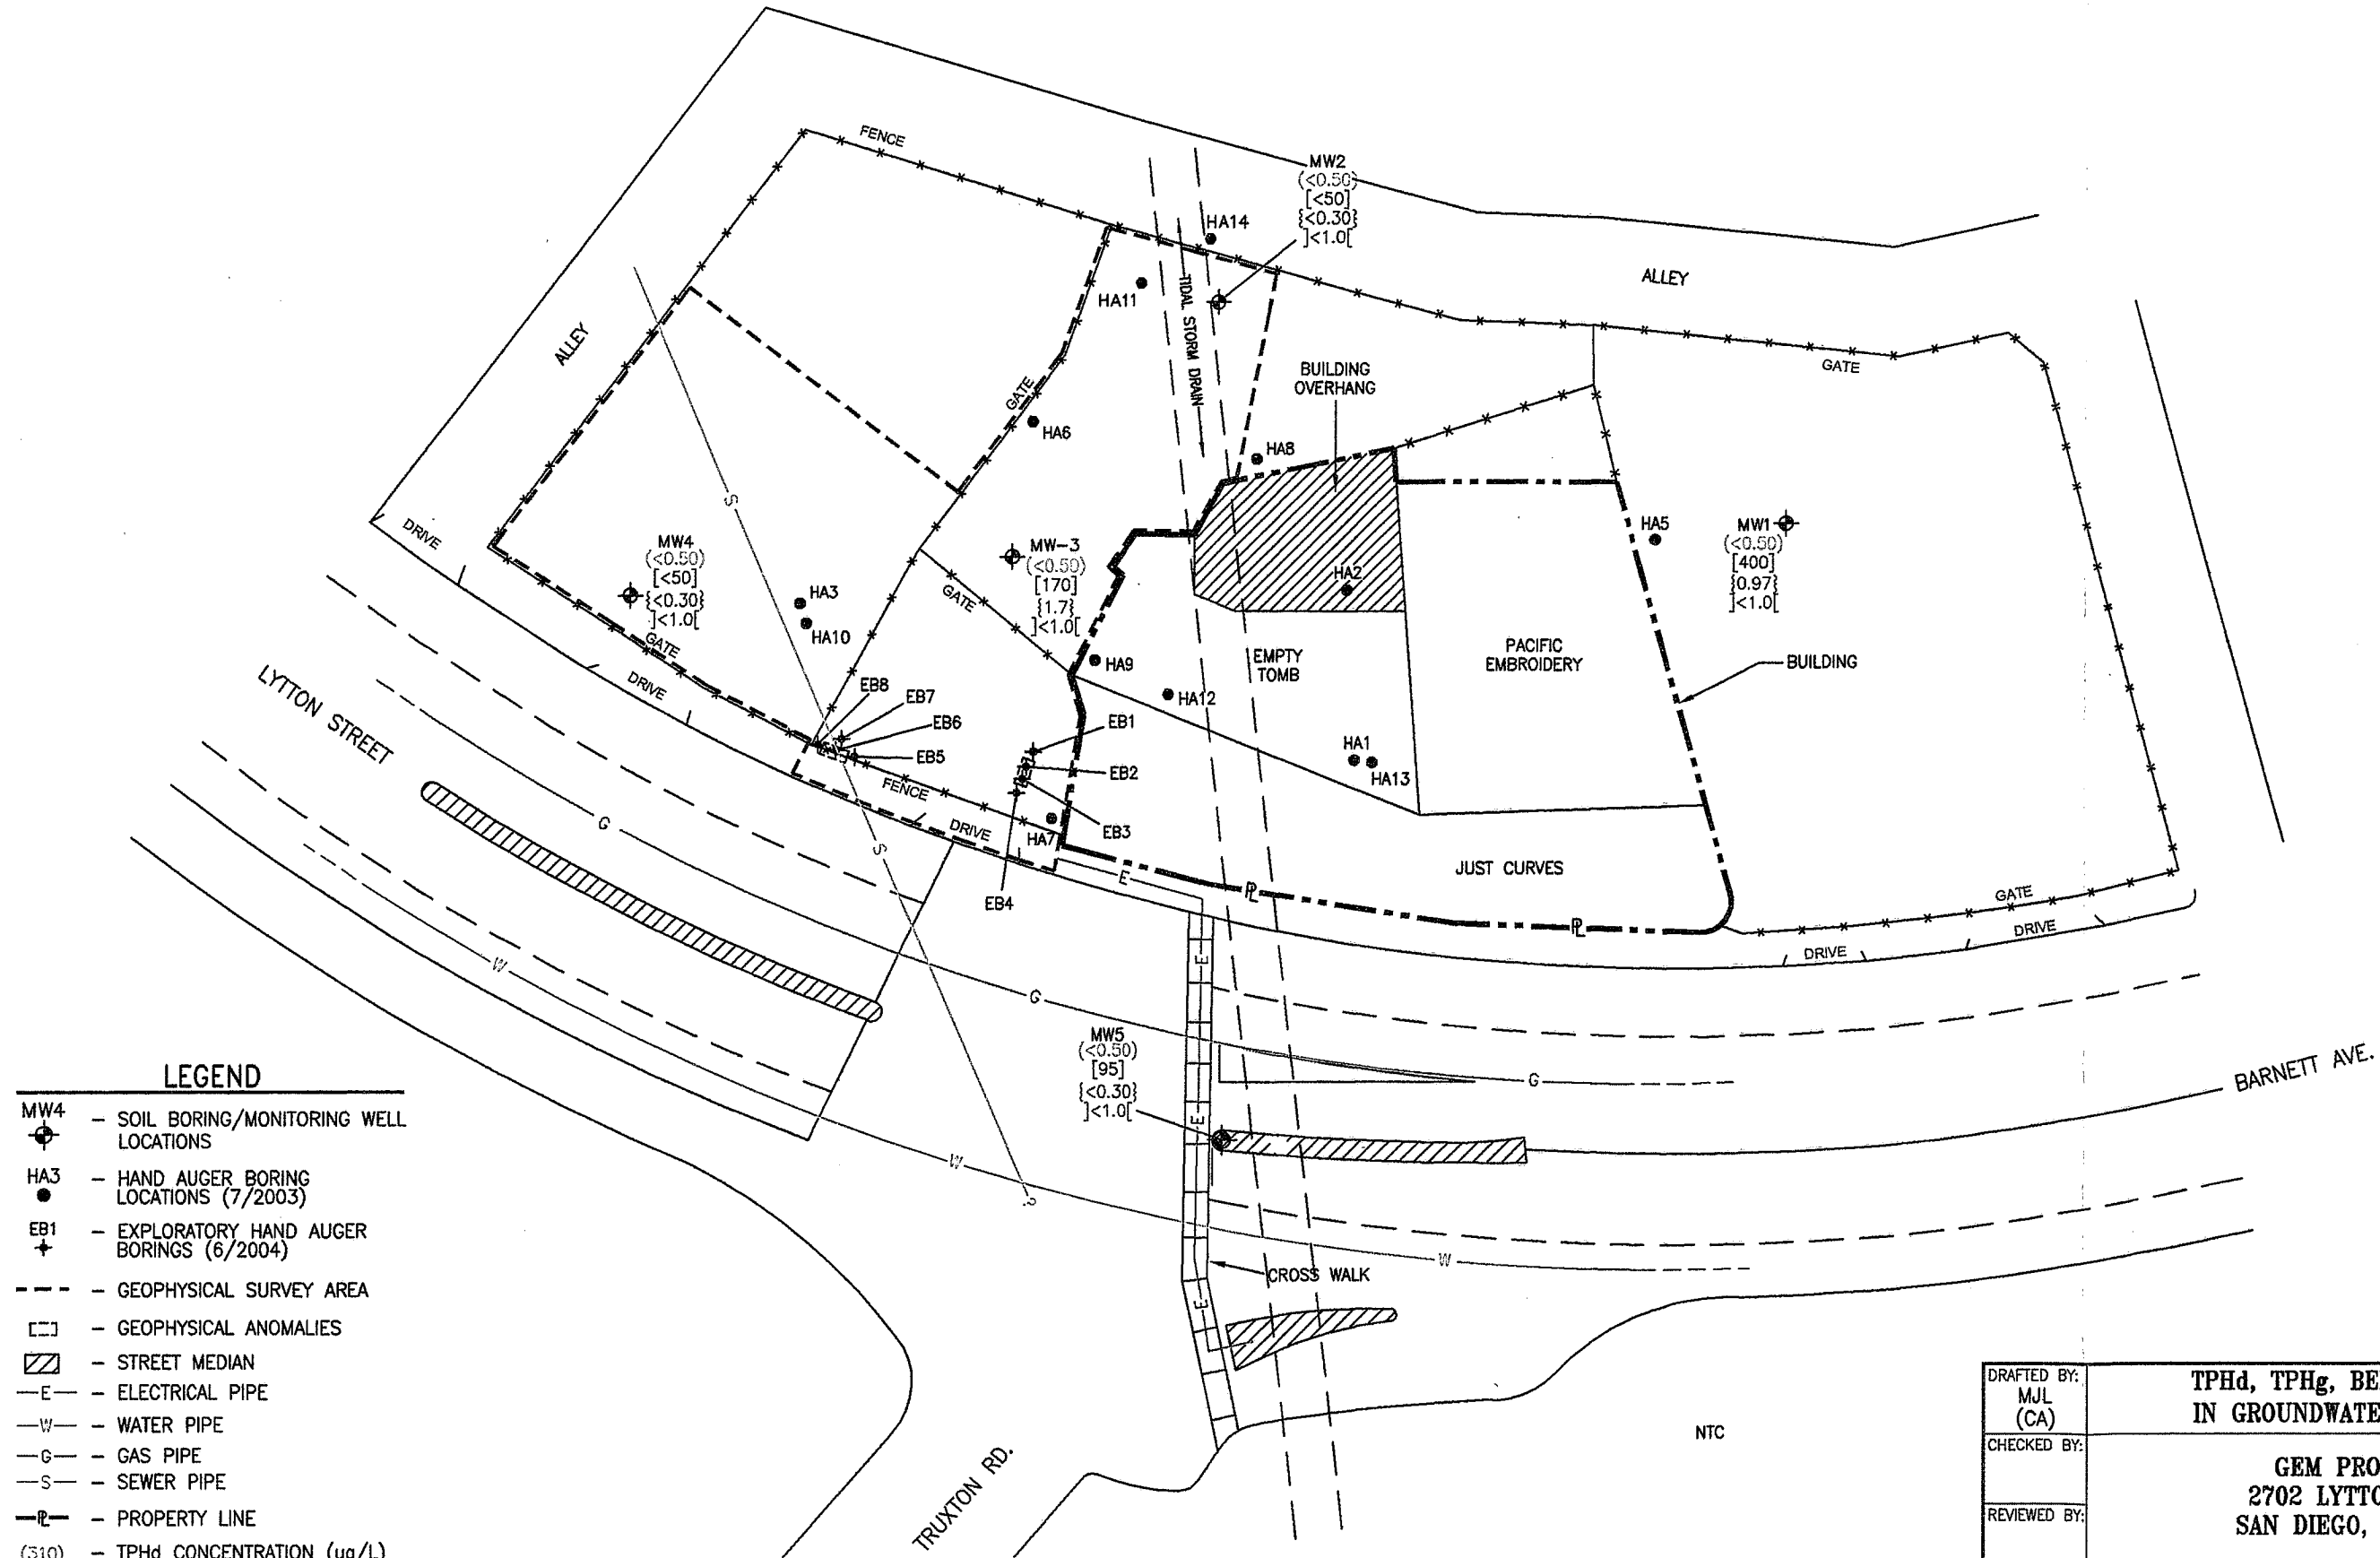 FENCE
MW2
(<0.50)
[<50]
{<0.30}
]<1.0[
HA14
HA11
TIDAL STORM DRAIN
ALLEY
ALLEY
GATE
GATE
BUILDING
OVERHANG
HA6
HA8
S
DRIVE
MW4
(<0.50)
[<50]
{<0.30}
]<1.0[
MW-3
(<0.50)
[170]
{1.7}
]<1.0[
HA5
MW1
(<0.50)
[400]
{0.97}
]<1.0[
HA2
HA3
HA10
GATE
GATE
HA9
EMPTY
TOMB
PACIFIC
EMBROIDERY
BUILDING
LYTTON STREET
DRIVE
EB8
EB7
EB6
EB5
HA12
EB1
EB2
EB3
HA1
HA13
FENCE
DRIVE
HA7
EB4
G
S
E
JUST CURVES
PL
PL
GATE
DRIVE
DRIVE
W
G
E
MW5
(<0.50)
[95]
{<0.30}
]<1.0[
G
E
BARNETT AVE.
W
?
W
CROSS WALK
E
NTC
TRUXTON RD.
LEGEND
MW4 – SOIL BORING/MONITORING WELL
LOCATIONS
HA3 – HAND AUGER BORING
LOCATIONS (7/2003)
EB1 – EXPLORATORY HAND AUGER
BORINGS (6/2004)
– GEOPHYSICAL SURVEY AREA
– GEOPHYSICAL ANOMALIES
– STREET MEDIAN
—E— – ELECTRICAL PIPE
—W— – WATER PIPE
—G— – GAS PIPE
—S— – SEWER PIPE
—PL— – PROPERTY LINE
(310) – TPHd CONCENTRATION (ug/L)
DRAFTED BY:
MJL
(CA)
CHECKED BY:
REVIEWED BY:
TPHd, TPHg, BE
IN GROUNDWATE
GEM PRO
2702 LYTTO
SAN DIEGO,